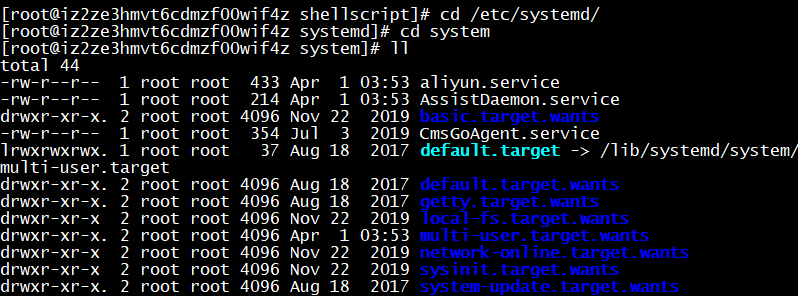 [root@iz2ze3hmvt6cdmzf00wif4z shellscript]# cd /etc/systemd/
[root@iz2ze3hmvt6cdmzf00wif4z systemd]# cd system
[root@iz2ze3hmvt6cdmzf00wif4z system]# ll
total 44
-rw-r--r--  1 root root  433 Apr  1 03:53 aliyun.service
-rw-r--r--  1 root root  214 Apr  1 03:53 AssistDaemon.service
drwxr-xr-x. 2 root root 4096 Nov 22  2019 basic.target.wants
-rw-r--r--  1 root root  354 Jul  3  2019 CmsGoAgent.service
lrwxrwxrwx. 1 root root   37 Aug 18  2017 default.target -> /lib/systemd/system/
multi-user.target
drwxr-xr-x. 2 root root 4096 Aug 18  2017 default.target.wants
drwxr-xr-x. 2 root root 4096 Aug 18  2017 getty.target.wants
drwxr-xr-x. 2 root root 4096 Nov 22  2019 local-fs.target.wants
drwxr-xr-x. 2 root root 4096 Apr  1 03:53 multi-user.target.wants
drwxr-xr-x. 2 root root 4096 Nov 22  2019 network-online.target.wants
drwxr-xr-x. 2 root root 4096 Nov 22  2019 sysinit.target.wants
drwxr-xr-x. 2 root root 4096 Aug 18  2017 system-update.target.wants